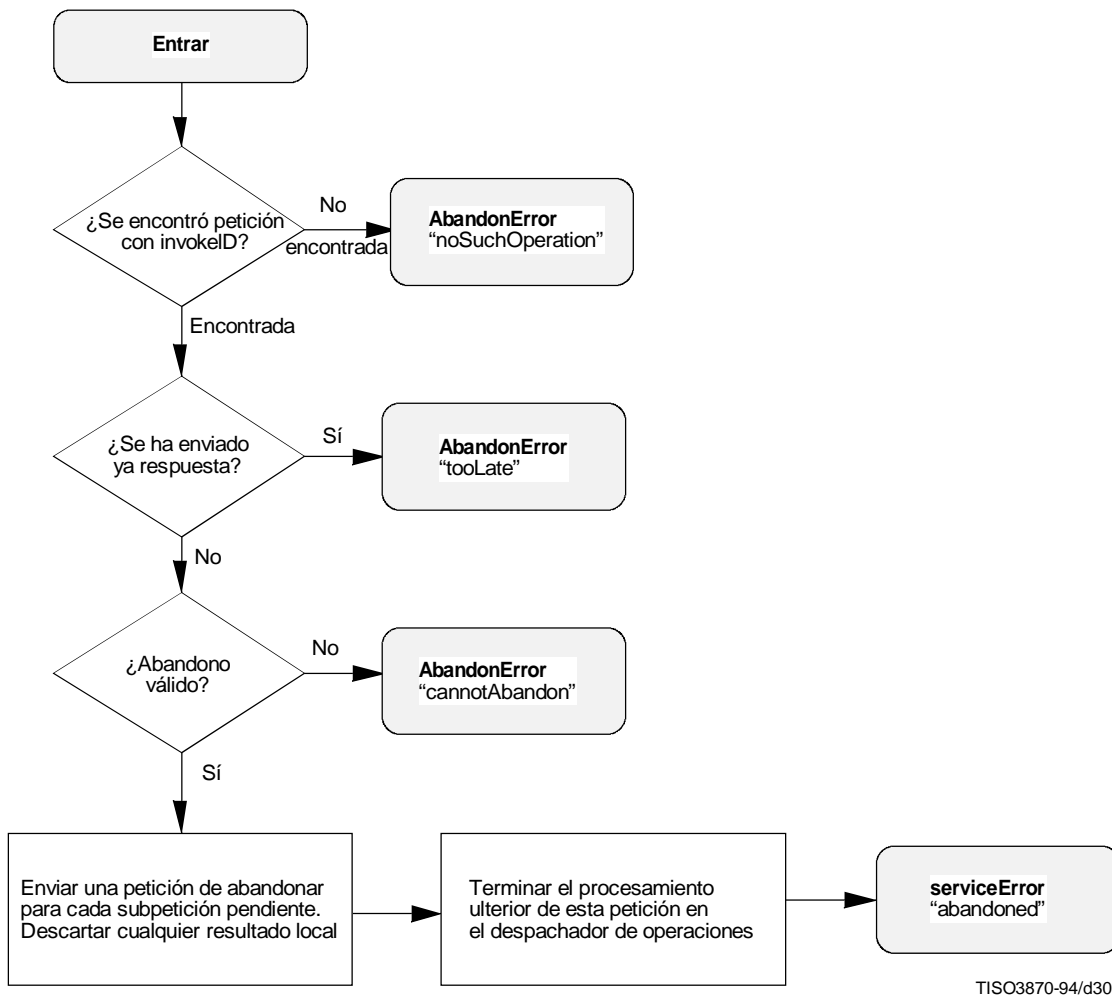 Entrar
¿Se encontró petición
con invokeID?
No
encontrada
AbandonError
“noSuchOperation”
Encontrada
¿Se ha enviado
ya respuesta?
Sí
AbandonError
“tooLate”
No
¿Abandono
válido?
No
AbandonError
“cannotAbandon”
Sí
Enviar una petición de abandonar
para cada subpetición pendiente.
Descartar cualquier resultado local
Terminar el procesamiento
ulterior de esta petición en
el despachador de operaciones
serviceError
“abandoned”
TISO3870-94/d30